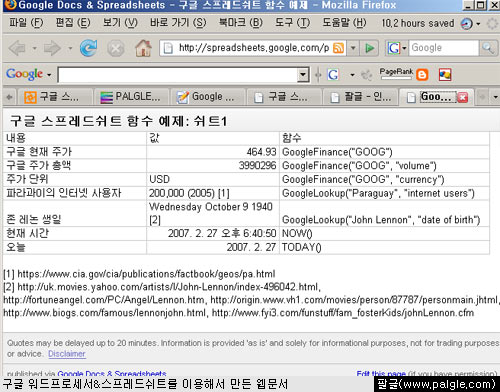 Google Docs & Spreadsheets - 구글 스프레드쉬트 함수 예제 - Mozilla Firefox
파일(F) 편집(E) 보기(V) 바로 가기(S) 북마크(B) 도구(T) 도움말(H) 10,2 hours saved
http://spreadsheets.google.com/p
Google
Google PageRank Blog
구글 스... PALGLE... Google ... 구글 스... 팔글 - 인... Goo...
구글 스프레드쉬트 함수 예제: 쉬트1
내용 값 함수
구글 현재 주가 464.93 GoogleFinance("GOOG")
구글 주가 총액 3990296 GoogleFinance("GOOG", "volume")
주가 단위 USD GoogleFinance("GOOG", "currency")
파라과이의 인터넷 사용자 200,000 (2005) [1] GoogleLookup("Paraguay", "internet users")
Wednesday October 9 1940
존 레논 생일 [2] GoogleLookup("John Lennon", "date of birth")
현재 시간 2007. 2. 27 오후 6:40:50 NOW()
오늘 2007. 2. 27 TODAY()
[1] https://www.cia.gov/cia/publications/factbook/geos/pa.html
[2] http://uk.movies.yahoo.com/artists/l/John-Lennon/index-496042.html,
http://fortuneangel.com/PC/Angel/Lennon.htm, http://origin.www.vh1.com/movies/person/87787/personmain.jhtml,
http://www.biogs.com/famous/lennonjohn.html, http://www.fyi3.com/funstuff/fam_fosterKids/johnLennon.cfm
Quotes may be delayed up to 20 minutes. Information is provided 'as is' and solely for informational purposes, not for trading purposes
or advice. Disclaimer
published via Google Docs & Spreadsheets Edit this page (if you have permission)
구글 워드프로세서&스프레드쉬트를 이용해서 만든 웹문서 팔글(www.palgle.com)